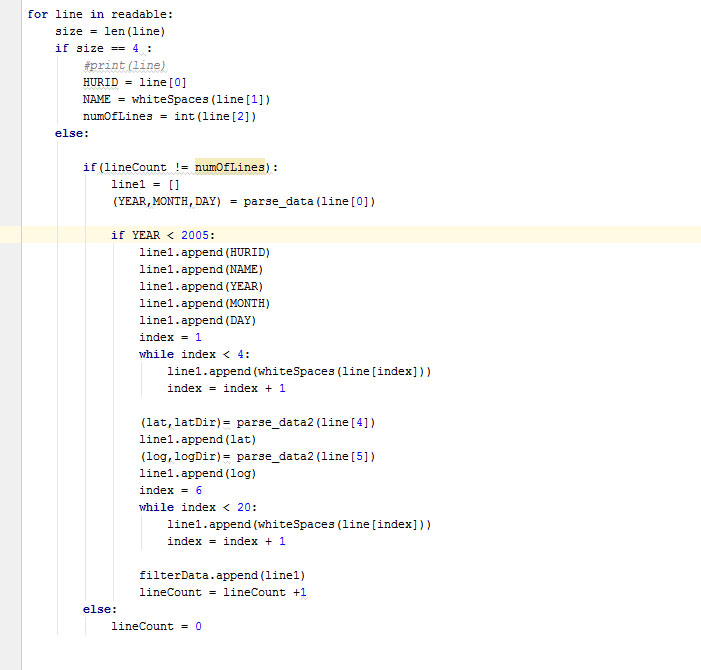 for line in readable:
    size = len(line)
    if size == 4 :
        #print(line)
        HURID = line[0]
        NAME = whiteSpaces(line[1])
        numOfLines = int(line[2])
    else:

        if(lineCount != numOfLines):
            line1 = []
            (YEAR,MONTH,DAY) = parse_data(line[0])

            if YEAR < 2005:
                line1.append(HURID)
                line1.append(NAME)
                line1.append(YEAR)
                line1.append(MONTH)
                line1.append(DAY)
                index = 1
                while index < 4:
                    line1.append(whiteSpaces(line[index]))
                    index = index + 1

                (lat,latDir)= parse_data2(line[4])
                line1.append(lat)
                (log,logDir)= parse_data2(line[5])
                line1.append(log)
                index = 6
                while index < 20:
                    line1.append(whiteSpaces(line[index]))
                    index = index + 1

                filterData.append(line1)
                lineCount = lineCount +1
        else:
            lineCount = 0